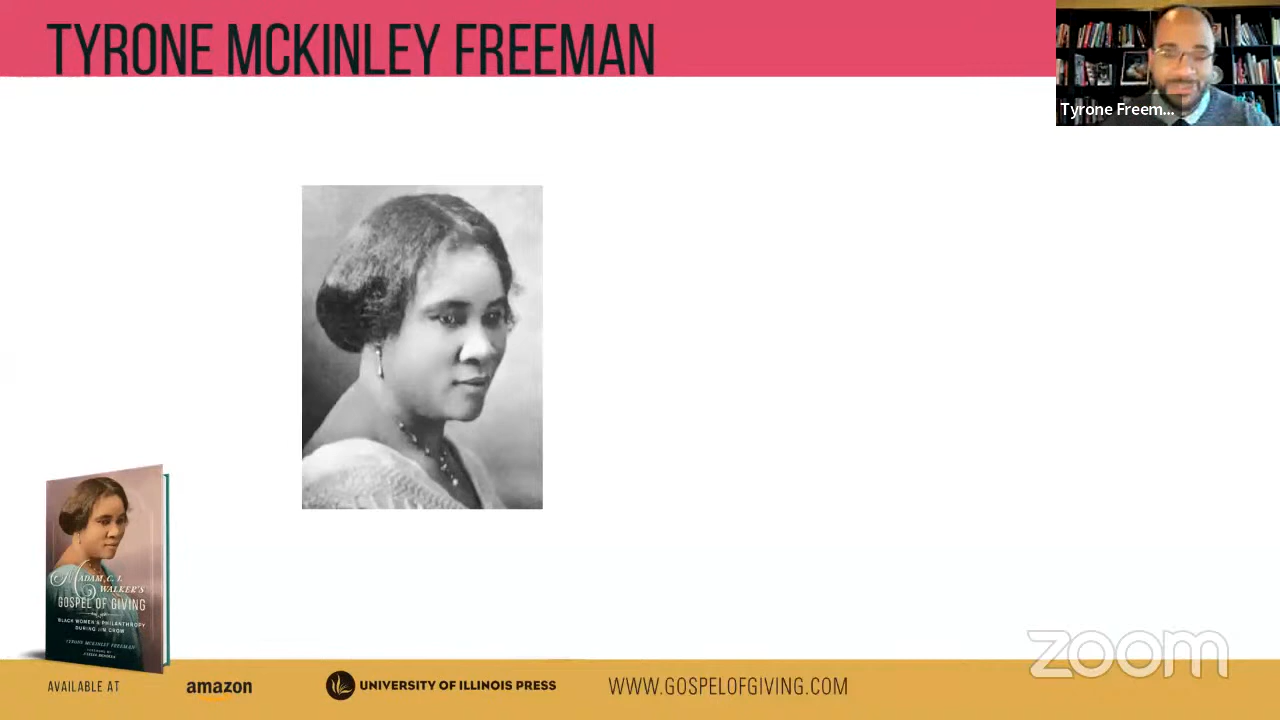 TYRONE MCKINLEY FREEMAN
Tyrone Freem...
MADAM, C. J.
WALKER'S
GOSPEL OF GIVING
BLACK WOMEN'S PHILANTHROPY
DURING JIM CROW
TYRONE MCKINLEY FREEMAN
zoom
AVAILABLE AT
amazon
UNIVERSITY OF ILLINOIS PRESS
WWW.GOSPELOFGIVING.COM